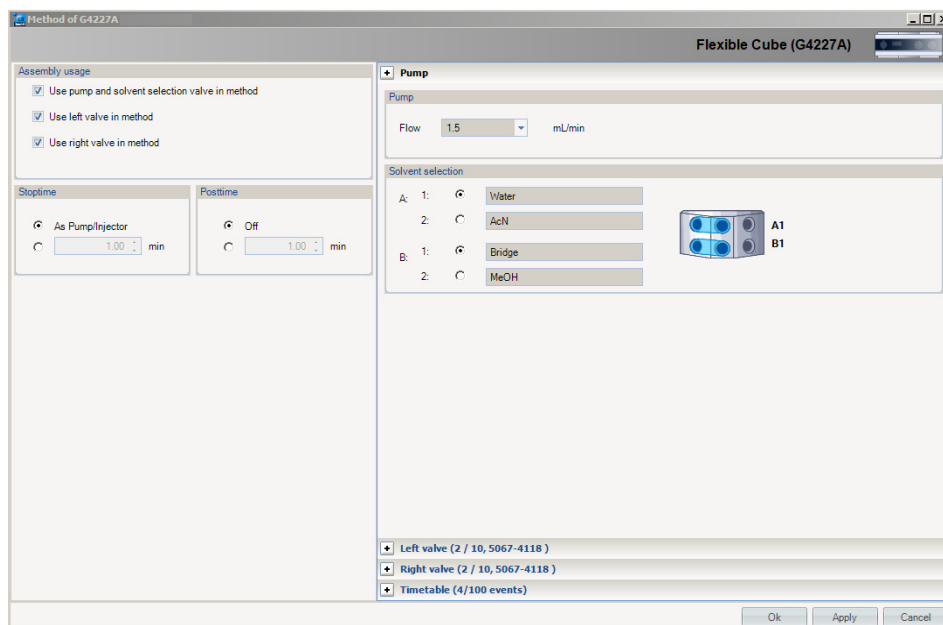 Method of G4227A
Flexible Cube (G4227A)
Assembly usage
Use pump and solvent selection valve in method
Use left valve in method
Use right valve in method
Stoptime
As Pump/Injector
1.00 min
Posttime
Off
1.00 min
Pump
Pump
Flow 1.5 mL/min
Solvent selection
A: 1: Water
2: AcN
B: 1: Bridge
2: MeOH
A1
B1
Left valve (2 / 10, 5067-4118 )
Right valve (2 / 10, 5067-4118 )
Timetable (4/100 events)
Ok Apply Cancel